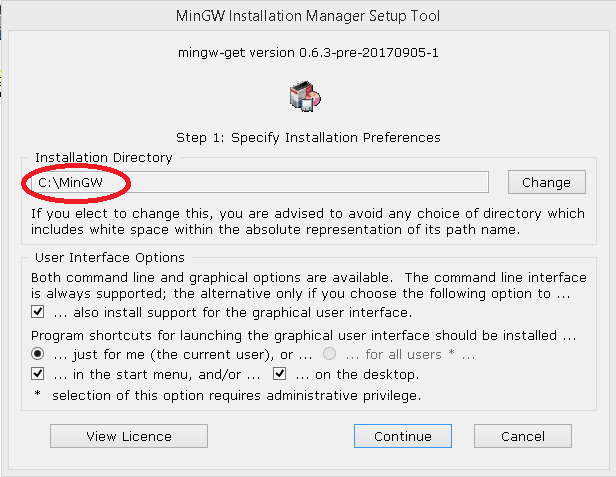 MinGW Installation Manager Setup Tool
mingw-get version 0.6.3-pre-20170905-1
Step 1: Specify Installation Preferences
Installation Directory
C:\MinGW
Change
If you elect to change this, you are advised to avoid any choice of directory which
includes white space within the absolute representation of its path name.
User Interface Options
Both command line and graphical options are available. The command line interface
is always supported; the alternative only if you choose the following option to ...
... also install support for the graphical user interface.
Program shortcuts for launching the graphical user interface should be installed ...
... just for me (the current user), or ... ... for all users * ...
... in the start menu, and/or ... ... on the desktop.
* selection of this option requires administrative privilege.
View Licence Continue Cancel